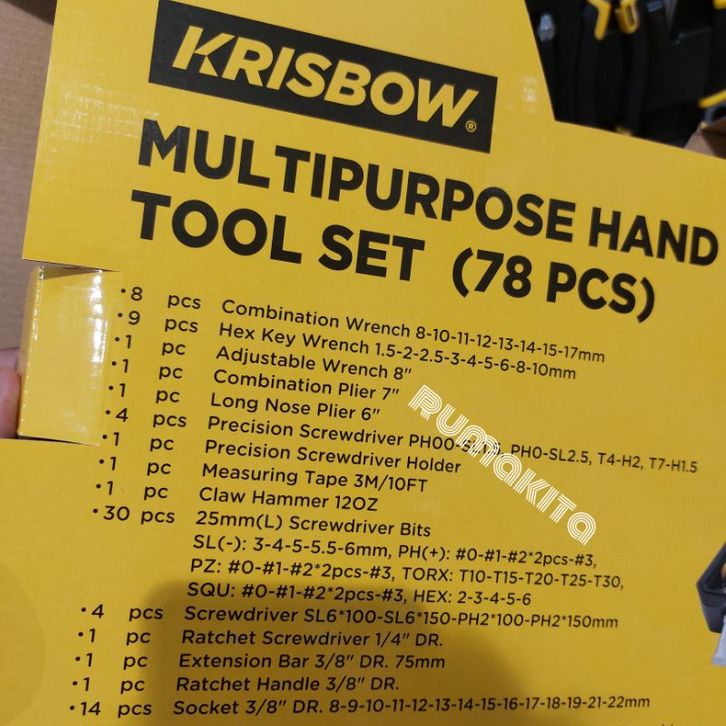 KRISBOW®
MULTIPURPOSE HAND
TOOL SET (78 PCS)
•8 pcs Combination Wrench 8-10-11-12-13-14-15-17mm
•9 pcs Hex Key Wrench 1.5-2-2.5-3-4-5-6-8-10mm
•1 pc Adjustable Wrench 8"
•1 pc Combination Plier 7"
•1 pc Long Nose Plier 6"
•4 pcs Precision Screwdriver PH00-SL1.5, PH0-SL2.5, T4-H2, T7-H1.5
•1 pc Precision Screwdriver Holder
•1 pc Measuring Tape 3M/10FT
•1 pc Claw Hammer 12OZ
•30 pcs 25mm(L) Screwdriver Bits
SL(-): 3-4-5-5.5-6mm, PH(+): #0-#1-#2*2pcs-#3,
PZ: #0-#1-#2*2pcs-#3, TORX: T10-T15-T20-T25-T30,
SQU: #0-#1-#2*2pcs-#3, HEX: 2-3-4-5-6
•4 pcs Screwdriver SL6*100-SL6*150-PH2*100-PH2*150mm
•1 pc Ratchet Screwdriver 1/4" DR.
•1 pc Extension Bar 3/8" DR. 75mm
•1 pc Ratchet Handle 3/8" DR.
•14 pcs Socket 3/8" DR. 8-9-10-11-12-13-14-15-16-17-18-19-21-22mm
RUMAKITA